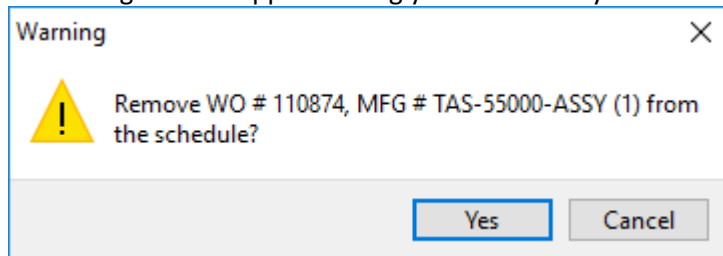 Warning
Remove WO # 110874, MFG # TAS-55000-ASSY (1) from
the schedule?
Yes Cancel